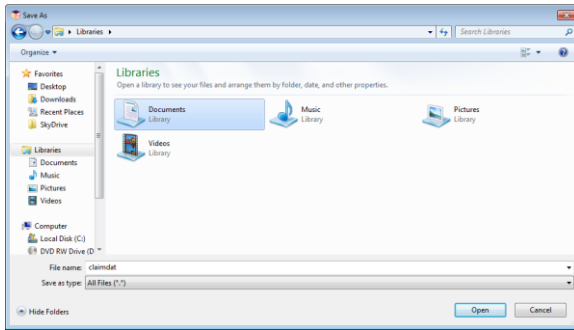 Save As
Libraries
Search Libraries
Organize
Favorites
Desktop
Downloads
Recent Places
SkyDrive
Libraries
Documents
Music
Pictures
Videos
Computer
Local Disk (C:)
DVD RW Drive (D
Libraries
Open a library to see your files and arrange them by folder, date, and other properties.
Documents
Library
Music
Library
Pictures
Library
Videos
Library
File name: claimdat
Save as type: All Files (*.*)
Hide Folders
Open
Cancel